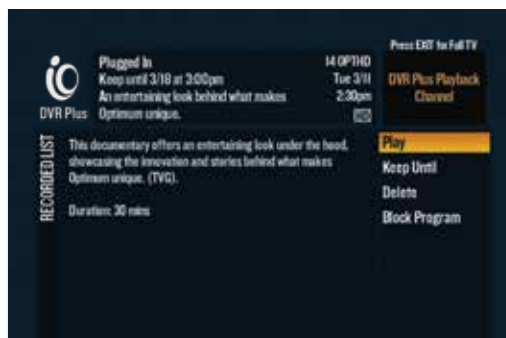 Press EXIT for Full TV
iO
DVR Plus
Plugged In 14 OPTHD
Keep until 3/18 at 3:00pm Tue 3/11
An entertaining look behind what makes 2:30pm
Optimum unique. HD
DVR Plus Playback
Channel
RECORDED LIST
This documentary offers an entertaining look under the hood,
showcasing the innovation and stories behind what makes
Optimum unique. (TVG).
Duration: 30 mins
Play
Keep Until
Delete
Block Program